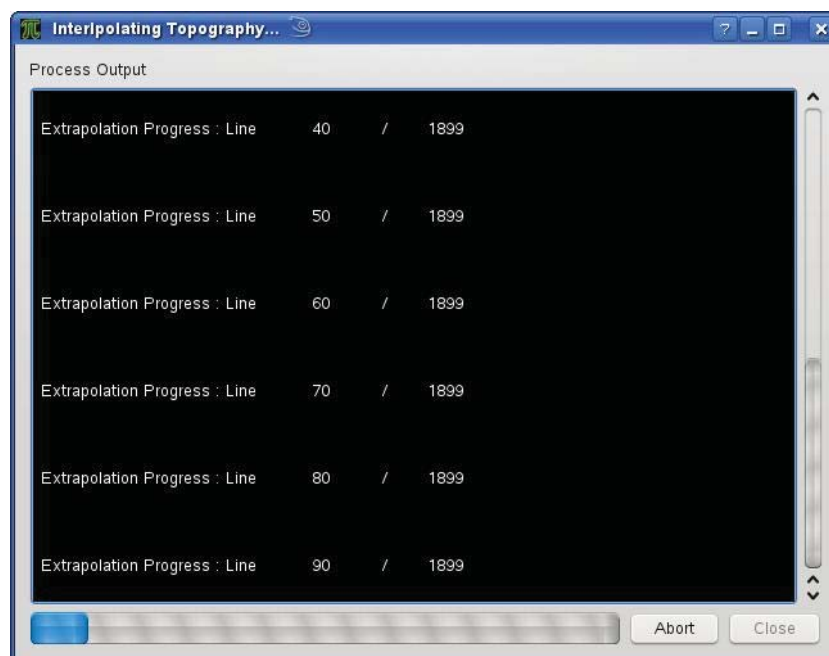 Interlpolating Topography...
Process Output
Extrapolation Progress : Line 40 / 1899
Extrapolation Progress : Line 50 / 1899
Extrapolation Progress : Line 60 / 1899
Extrapolation Progress : Line 70 / 1899
Extrapolation Progress : Line 80 / 1899
Extrapolation Progress : Line 90 / 1899
Abort Close